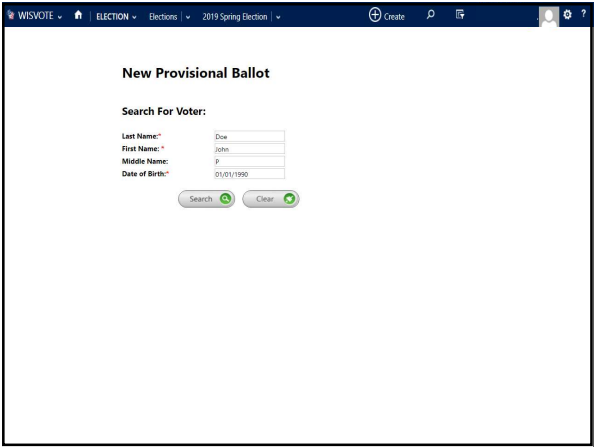 WISVOTE ELECTION Elections 2019 Spring Election Create ?
New Provisional Ballot
Search For Voter:
Last Name:* Doe
First Name: * John
Middle Name: P
Date of Birth:* 01/01/1990
Search Clear